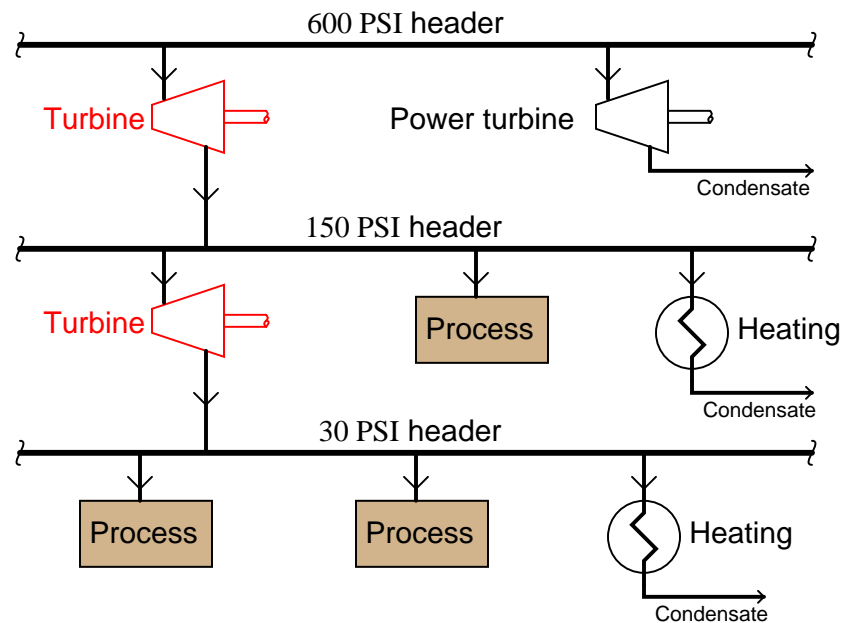 600 PSI header
Turbine
Power turbine
Condensate
150 PSI header
Turbine
Process
Heating
Condensate
30 PSI header
Process
Process
Heating
Condensate